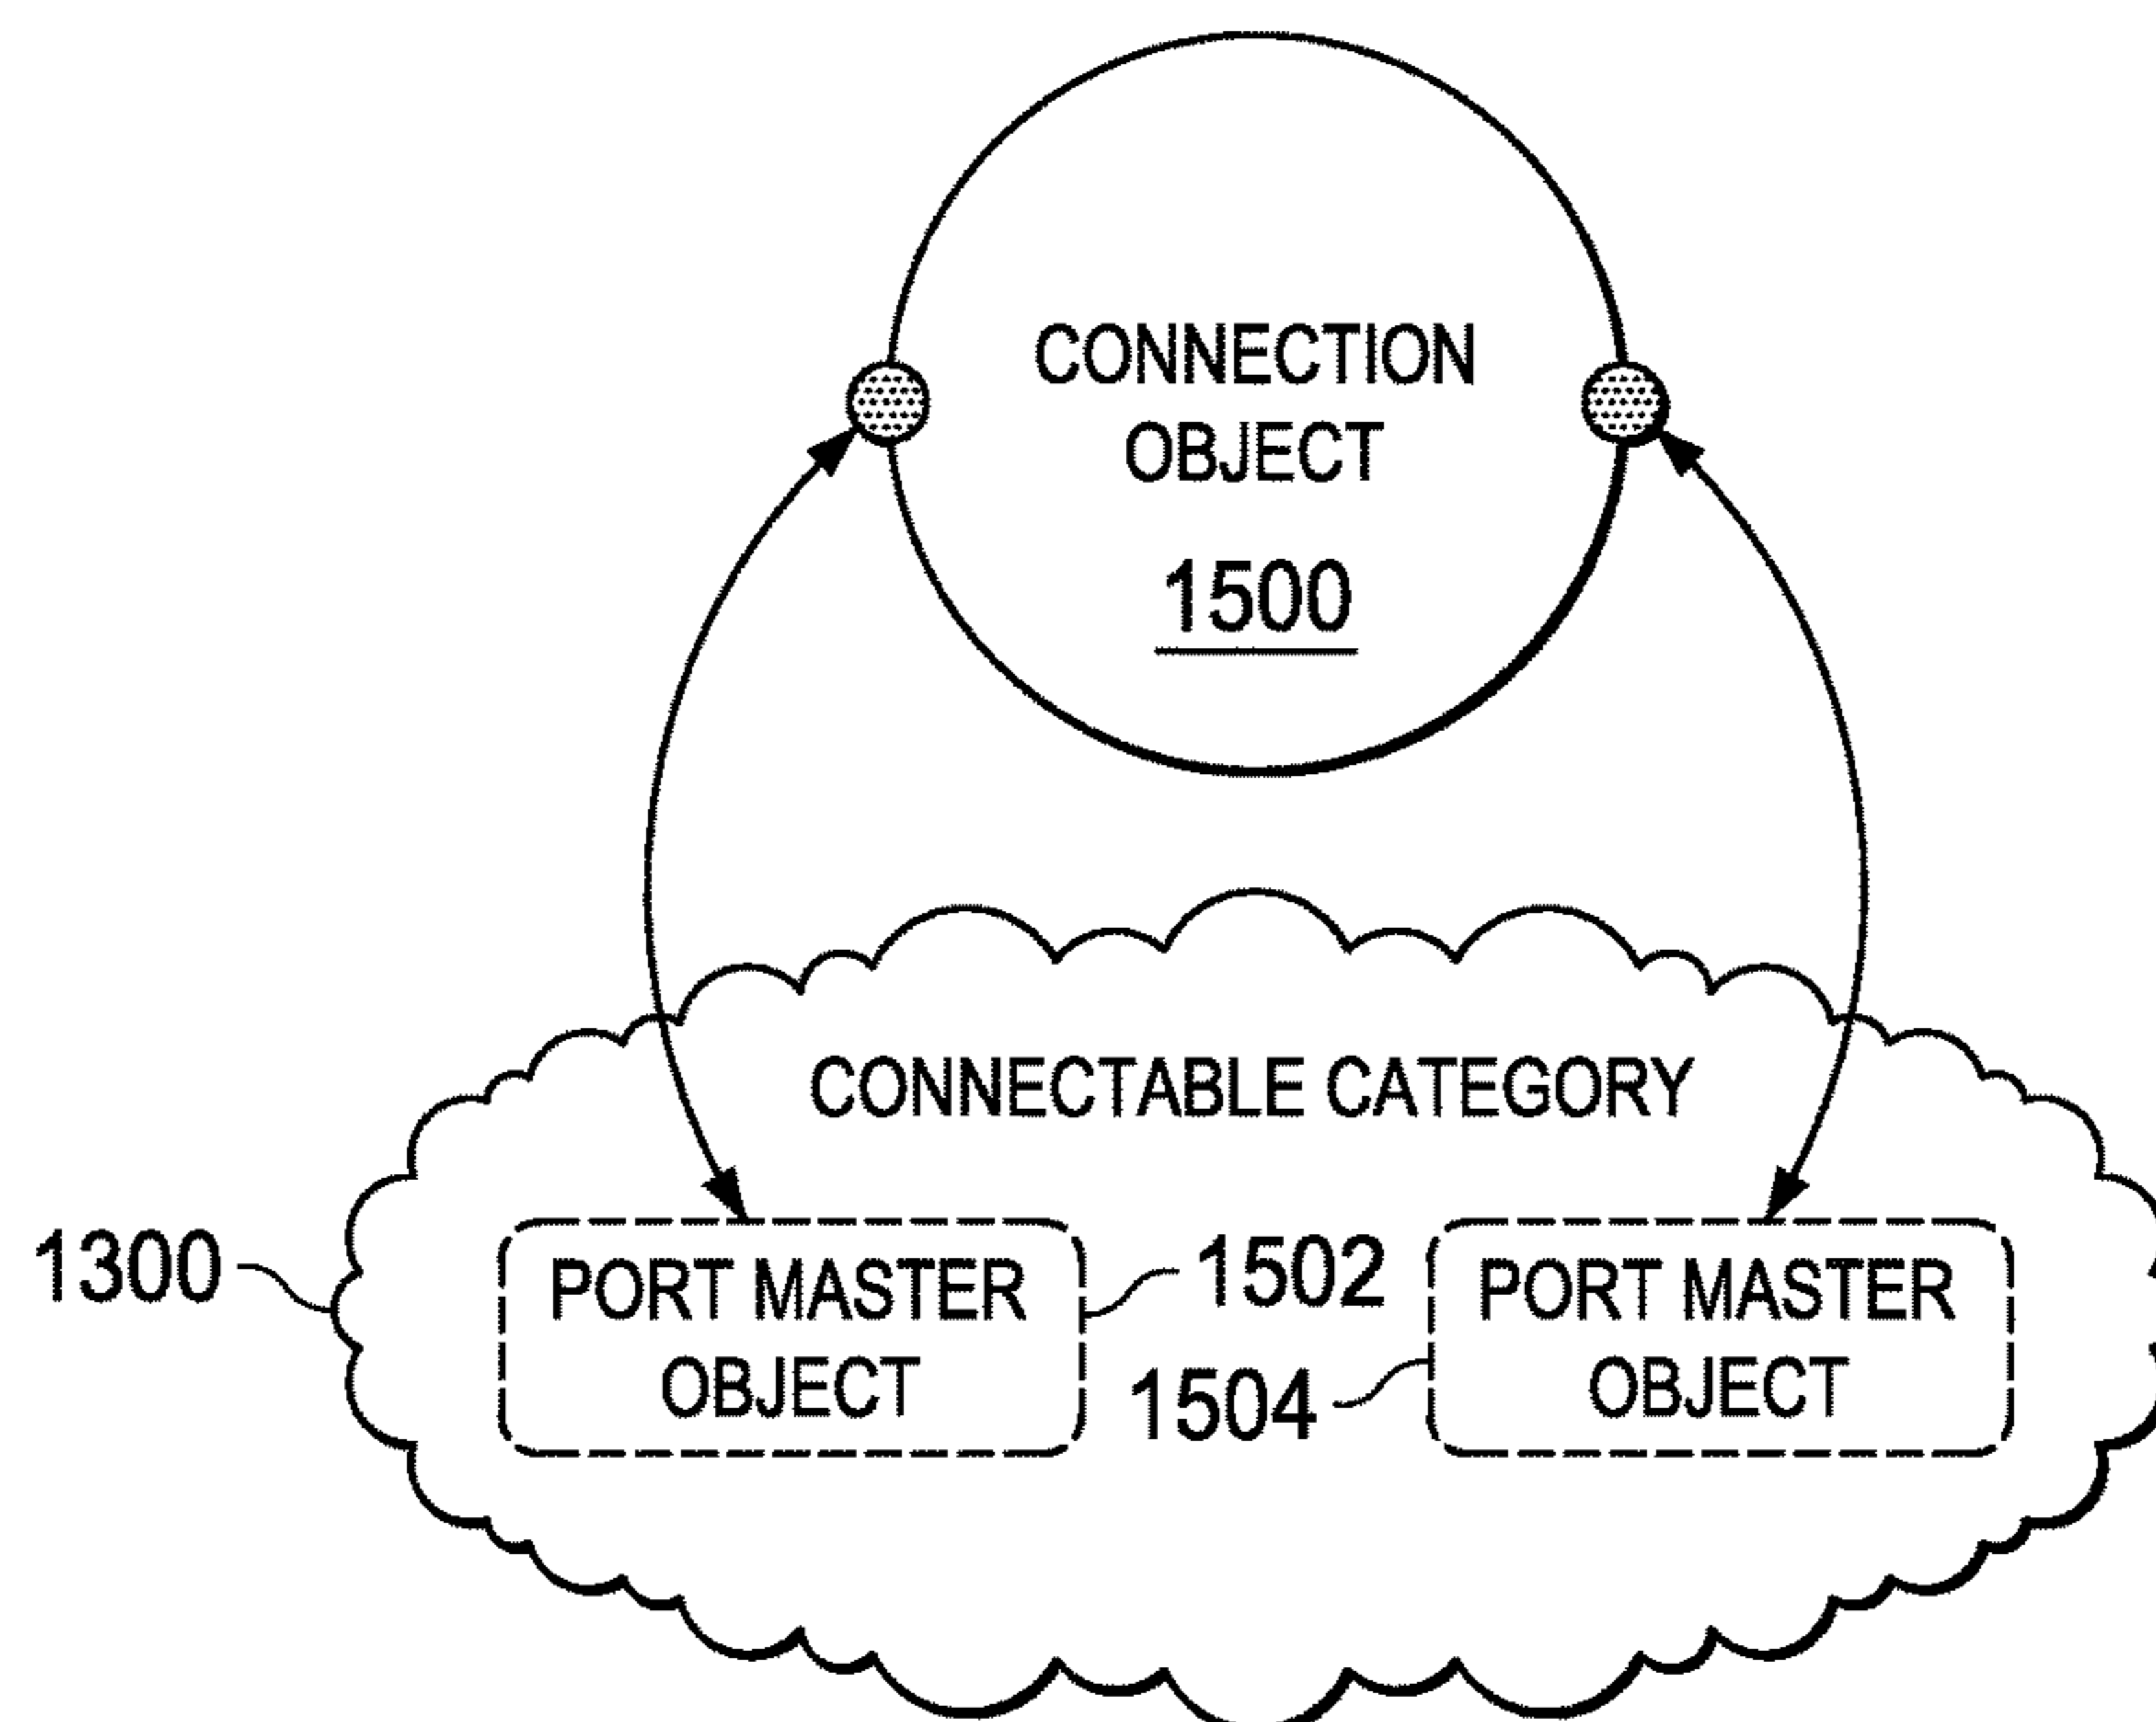 CONNECTION
OBJECT
1500
CONNECTABLE CATEGORY
1300
PORT MASTER
OBJECT
1502
1504
PORT MASTER
OBJECT